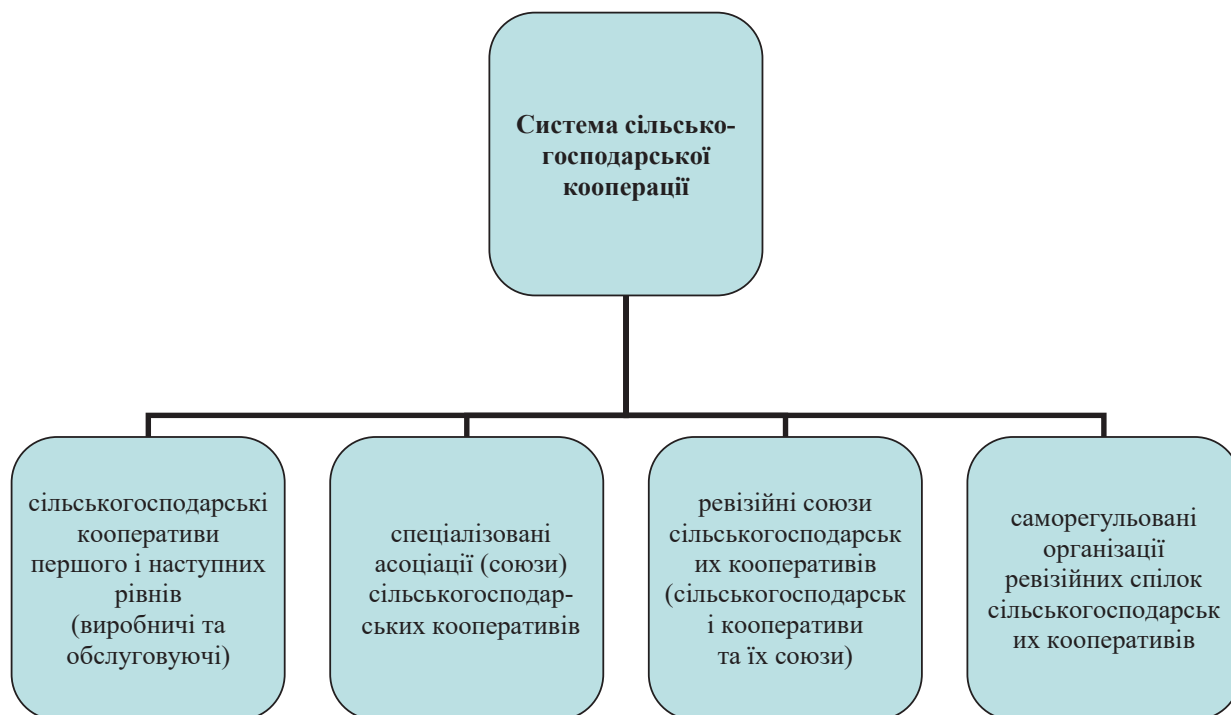 Система сільсько-
господарської
кооперації
сільськогосподарські
кооперативи
першого і наступних
рівнів
(виробничі та
обслуговуючі)
спеціалізовані
асоціації (союзи)
сільськогосподар-
ських кооперативів
ревізійні союзи
сільськогосподарськ
их кооперативів
(сільськогосподарськ
і кооперативи
та їх союзи)
саморегульовані
організації
ревізійних спілок
сільськогосподарськ
их кооперативів